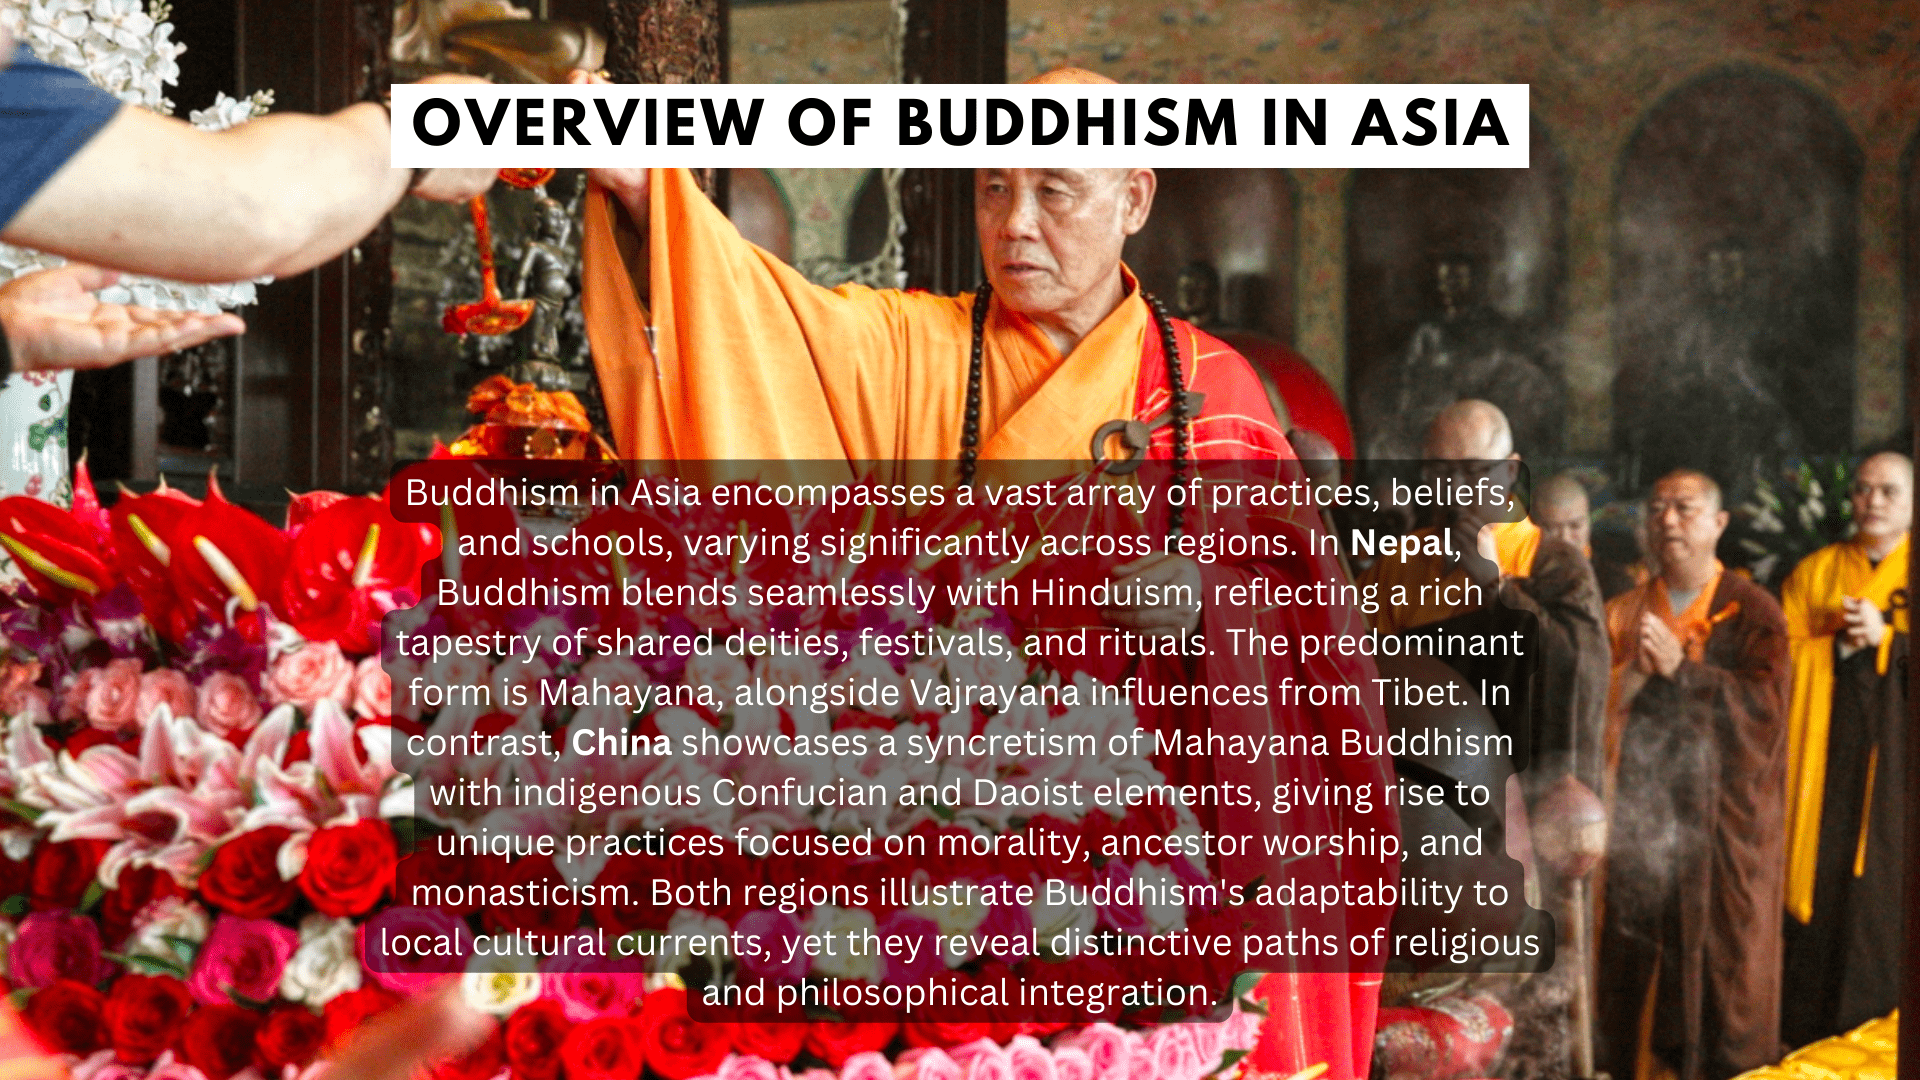 OVERVIEW OF BUDDHISM IN ASIA
Buddhism in Asia encompasses a vast array of practices, beliefs,
and schools, varying significantly across regions. In Nepal,
Buddhism blends seamlessly with Hinduism, reflecting a rich
tapestry of shared deities, festivals, and rituals. The predominant
form is Mahayana, alongside Vajrayana influences from Tibet. In
contrast, China showcases a syncretism of Mahayana Buddhism
with indigenous Confucian and Daoist elements, giving rise to
unique practices focused on morality, ancestor worship, and
monasticism. Both regions illustrate Buddhism's adaptability to
local cultural currents, yet they reveal distinctive paths of religious
and philosophical integration.